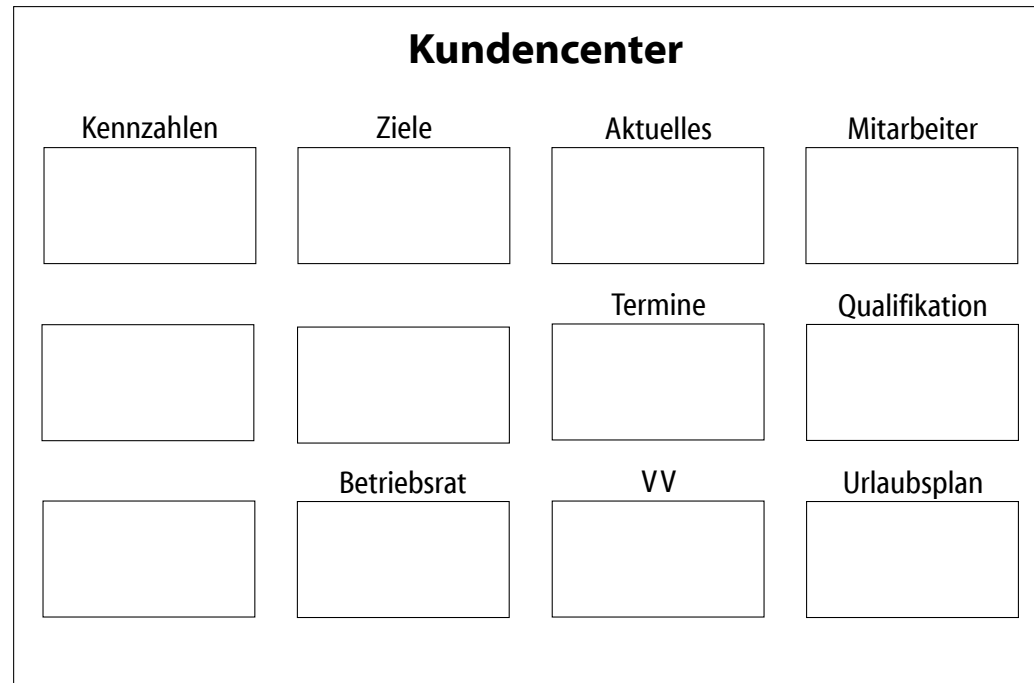 Kundencenter
Kennzahlen Ziele Aktuelles Mitarbeiter
Termine Qualifikation
Betriebsrat VV Urlaubsplan